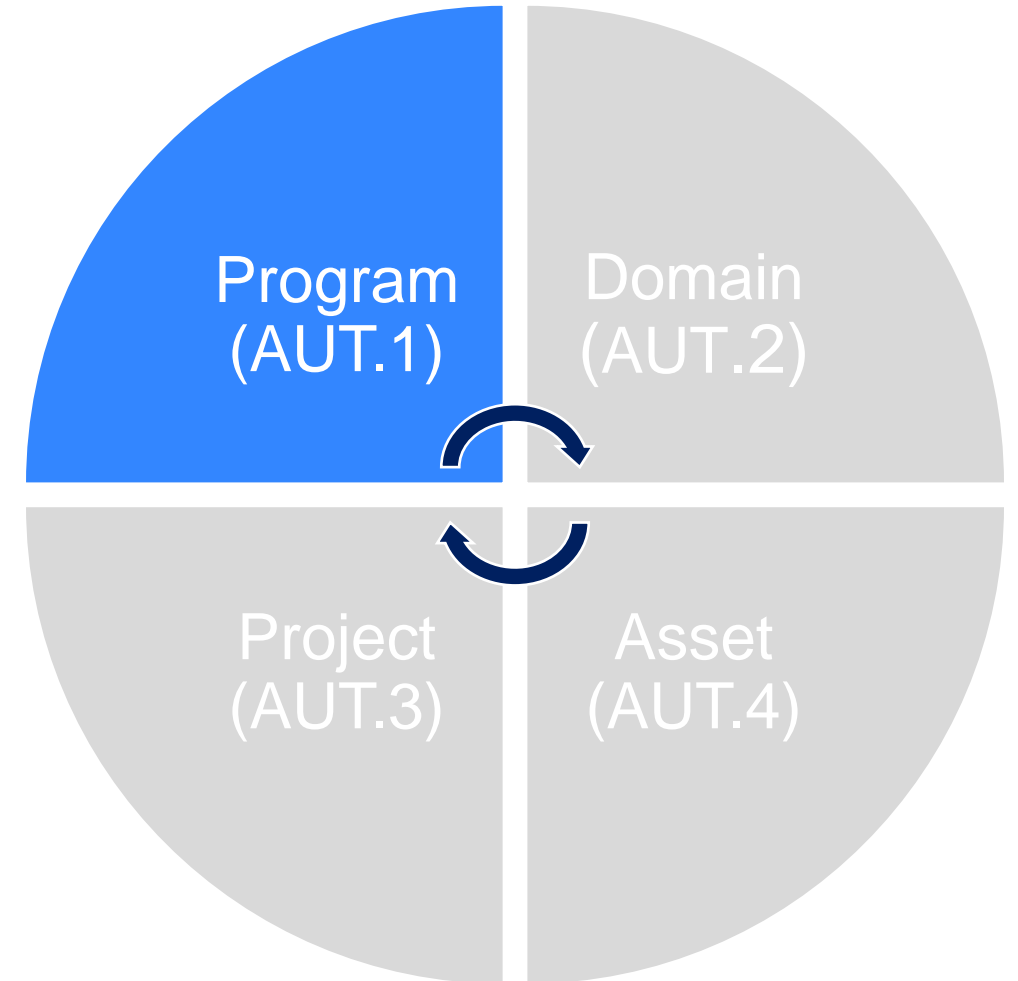 Program
(AUT.1)
Domain
(AUT.2)
Project
(AUT.3)
Asset
(AUT.4)